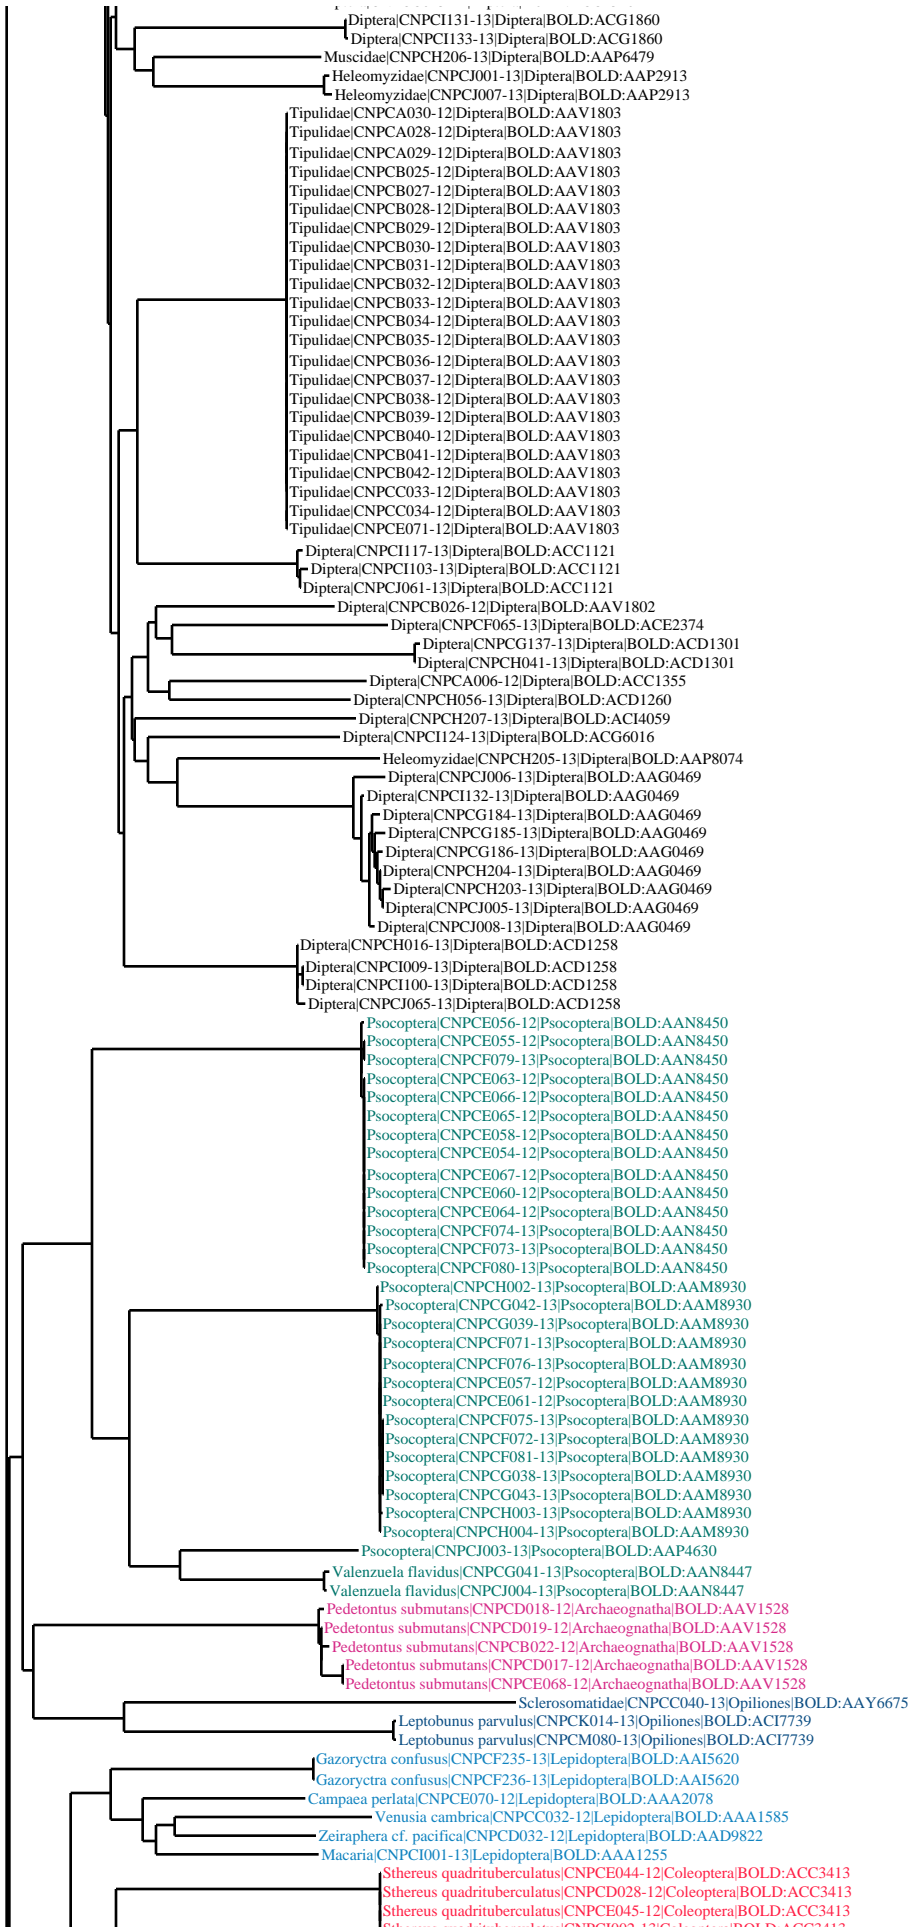 Diptera|CNPCI131-13|Diptera|BOLD:ACG1860
Diptera|CNPCI133-13|Diptera|BOLD:ACG1860
Muscidae|CNPCH206-13|Diptera|BOLD:AAP6479
Heleomyzidae|CNPCJ001-13|Diptera|BOLD:AAP2913
Heleomyzidae|CNPCJ007-13|Diptera|BOLD:AAP2913
Tipulidae|CNPCA030-12|Diptera|BOLD:AAV1803
Tipulidae|CNPCA028-12|Diptera|BOLD:AAV1803
Tipulidae|CNPCA029-12|Diptera|BOLD:AAV1803
Tipulidae|CNPCB025-12|Diptera|BOLD:AAV1803
Tipulidae|CNPCB027-12|Diptera|BOLD:AAV1803
Tipulidae|CNPCB028-12|Diptera|BOLD:AAV1803
Tipulidae|CNPCB029-12|Diptera|BOLD:AAV1803
Tipulidae|CNPCB030-12|Diptera|BOLD:AAV1803
Tipulidae|CNPCB031-12|Diptera|BOLD:AAV1803
Tipulidae|CNPCB032-12|Diptera|BOLD:AAV1803
Tipulidae|CNPCB033-12|Diptera|BOLD:AAV1803
Tipulidae|CNPCB034-12|Diptera|BOLD:AAV1803
Tipulidae|CNPCB035-12|Diptera|BOLD:AAV1803
Tipulidae|CNPCB036-12|Diptera|BOLD:AAV1803
Tipulidae|CNPCB037-12|Diptera|BOLD:AAV1803
Tipulidae|CNPCB038-12|Diptera|BOLD:AAV1803
Tipulidae|CNPCB039-12|Diptera|BOLD:AAV1803
Tipulidae|CNPCB040-12|Diptera|BOLD:AAV1803
Tipulidae|CNPCB041-12|Diptera|BOLD:AAV1803
Tipulidae|CNPCB042-12|Diptera|BOLD:AAV1803
Tipulidae|CNPCC033-12|Diptera|BOLD:AAV1803
Tipulidae|CNPCC034-12|Diptera|BOLD:AAV1803
Tipulidae|CNPCE071-12|Diptera|BOLD:AAV1803
Diptera|CNPCI117-13|Diptera|BOLD:ACC1121
Diptera|CNPCI103-13|Diptera|BOLD:ACC1121
Diptera|CNPCJ061-13|Diptera|BOLD:ACC1121
Diptera|CNPCB026-12|Diptera|BOLD:AAV1802
Diptera|CNPCF065-13|Diptera|BOLD:ACE2374
Diptera|CNPCG137-13|Diptera|BOLD:ACD1301
Diptera|CNPCH041-13|Diptera|BOLD:ACD1301
Diptera|CNPCA006-12|Diptera|BOLD:ACC1355
Diptera|CNPCH056-13|Diptera|BOLD:ACD1260
Diptera|CNPCH207-13|Diptera|BOLD:ACI4059
Diptera|CNPCI124-13|Diptera|BOLD:ACG6016
Heleomyzidae|CNPCH205-13|Diptera|BOLD:AAP8074
Diptera|CNPCJ006-13|Diptera|BOLD:AAG0469
Diptera|CNPCI132-13|Diptera|BOLD:AAG0469
Diptera|CNPCG184-13|Diptera|BOLD:AAG0469
Diptera|CNPCG185-13|Diptera|BOLD:AAG0469
Diptera|CNPCG186-13|Diptera|BOLD:AAG0469
Diptera|CNPCH204-13|Diptera|BOLD:AAG0469
Diptera|CNPCH203-13|Diptera|BOLD:AAG0469
Diptera|CNPCJ005-13|Diptera|BOLD:AAG0469
Diptera|CNPCJ008-13|Diptera|BOLD:AAG0469
Diptera|CNPCH016-13|Diptera|BOLD:ACD1258
Diptera|CNPCI009-13|Diptera|BOLD:ACD1258
Diptera|CNPCI100-13|Diptera|BOLD:ACD1258
Diptera|CNPCJ065-13|Diptera|BOLD:ACD1258
Psocoptera|CNPCE056-12|Psocoptera|BOLD:AAN8450
Psocoptera|CNPCE055-12|Psocoptera|BOLD:AAN8450
Psocoptera|CNPCF079-13|Psocoptera|BOLD:AAN8450
Psocoptera|CNPCE063-12|Psocoptera|BOLD:AAN8450
Psocoptera|CNPCE066-12|Psocoptera|BOLD:AAN8450
Psocoptera|CNPCE065-12|Psocoptera|BOLD:AAN8450
Psocoptera|CNPCE058-12|Psocoptera|BOLD:AAN8450
Psocoptera|CNPCE054-12|Psocoptera|BOLD:AAN8450
Psocoptera|CNPCE067-12|Psocoptera|BOLD:AAN8450
Psocoptera|CNPCE060-12|Psocoptera|BOLD:AAN8450
Psocoptera|CNPCE064-12|Psocoptera|BOLD:AAN8450
Psocoptera|CNPCF074-13|Psocoptera|BOLD:AAN8450
Psocoptera|CNPCF073-13|Psocoptera|BOLD:AAN8450
Psocoptera|CNPCF080-13|Psocoptera|BOLD:AAN8450
Psocoptera|CNPCH002-13|Psocoptera|BOLD:AAM8930
Psocoptera|CNPCG042-13|Psocoptera|BOLD:AAM8930
Psocoptera|CNPCG039-13|Psocoptera|BOLD:AAM8930
Psocoptera|CNPCF071-13|Psocoptera|BOLD:AAM8930
Psocoptera|CNPCF076-13|Psocoptera|BOLD:AAM8930
Psocoptera|CNPCE057-12|Psocoptera|BOLD:AAM8930
Psocoptera|CNPCE061-12|Psocoptera|BOLD:AAM8930
Psocoptera|CNPCF075-13|Psocoptera|BOLD:AAM8930
Psocoptera|CNPCF072-13|Psocoptera|BOLD:AAM8930
Psocoptera|CNPCF081-13|Psocoptera|BOLD:AAM8930
Psocoptera|CNPCG038-13|Psocoptera|BOLD:AAM8930
Psocoptera|CNPCG043-13|Psocoptera|BOLD:AAM8930
Psocoptera|CNPCH003-13|Psocoptera|BOLD:AAM8930
Psocoptera|CNPCH004-13|Psocoptera|BOLD:AAM8930
Psocoptera|CNPCJ003-13|Psocoptera|BOLD:AAP4630
Valenzuela flavidus|CNPCG041-13|Psocoptera|BOLD:AAN8447
Valenzuela flavidus|CNPCJ004-13|Psocoptera|BOLD:AAN8447
Pedetontus submutans|CNPCD018-12|Archaeognatha|BOLD:AAV1528
Pedetontus submutans|CNPCD019-12|Archaeognatha|BOLD:AAV1528
Pedetontus submutans|CNPCB022-12|Archaeognatha|BOLD:AAV1528
Pedetontus submutans|CNPCD017-12|Archaeognatha|BOLD:AAV1528
Pedetontus submutans|CNPCE068-12|Archaeognatha|BOLD:AAV1528
Sclerosomatidae|CNPCC040-13|Opiliones|BOLD:AAY6675
Leptobunus parvulus|CNPCK014-13|Opiliones|BOLD:ACI7739
Leptobunus parvulus|CNPCM080-13|Opiliones|BOLD:ACI7739
Gazoryctra confusus|CNPCF235-13|Lepidoptera|BOLD:AAI5620
Gazoryctra confusus|CNPCF236-13|Lepidoptera|BOLD:AAI5620
Campaea perlata|CNPCE070-12|Lepidoptera|BOLD:AAA2078
Venusia cambrica|CNPCC032-12|Lepidoptera|BOLD:AAA1585
Zeiraphera cf. pacifica|CNPCD032-12|Lepidoptera|BOLD:AAD9822
Macaria|CNPCI001-13|Lepidoptera|BOLD:AAA1255
Sthereus quadrituberculatus|CNPCE044-12|Coleoptera|BOLD:ACC3413
Sthereus quadrituberculatus|CNPCD028-12|Coleoptera|BOLD:ACC3413
Sthereus quadrituberculatus|CNPCE045-12|Coleoptera|BOLD:ACC3413